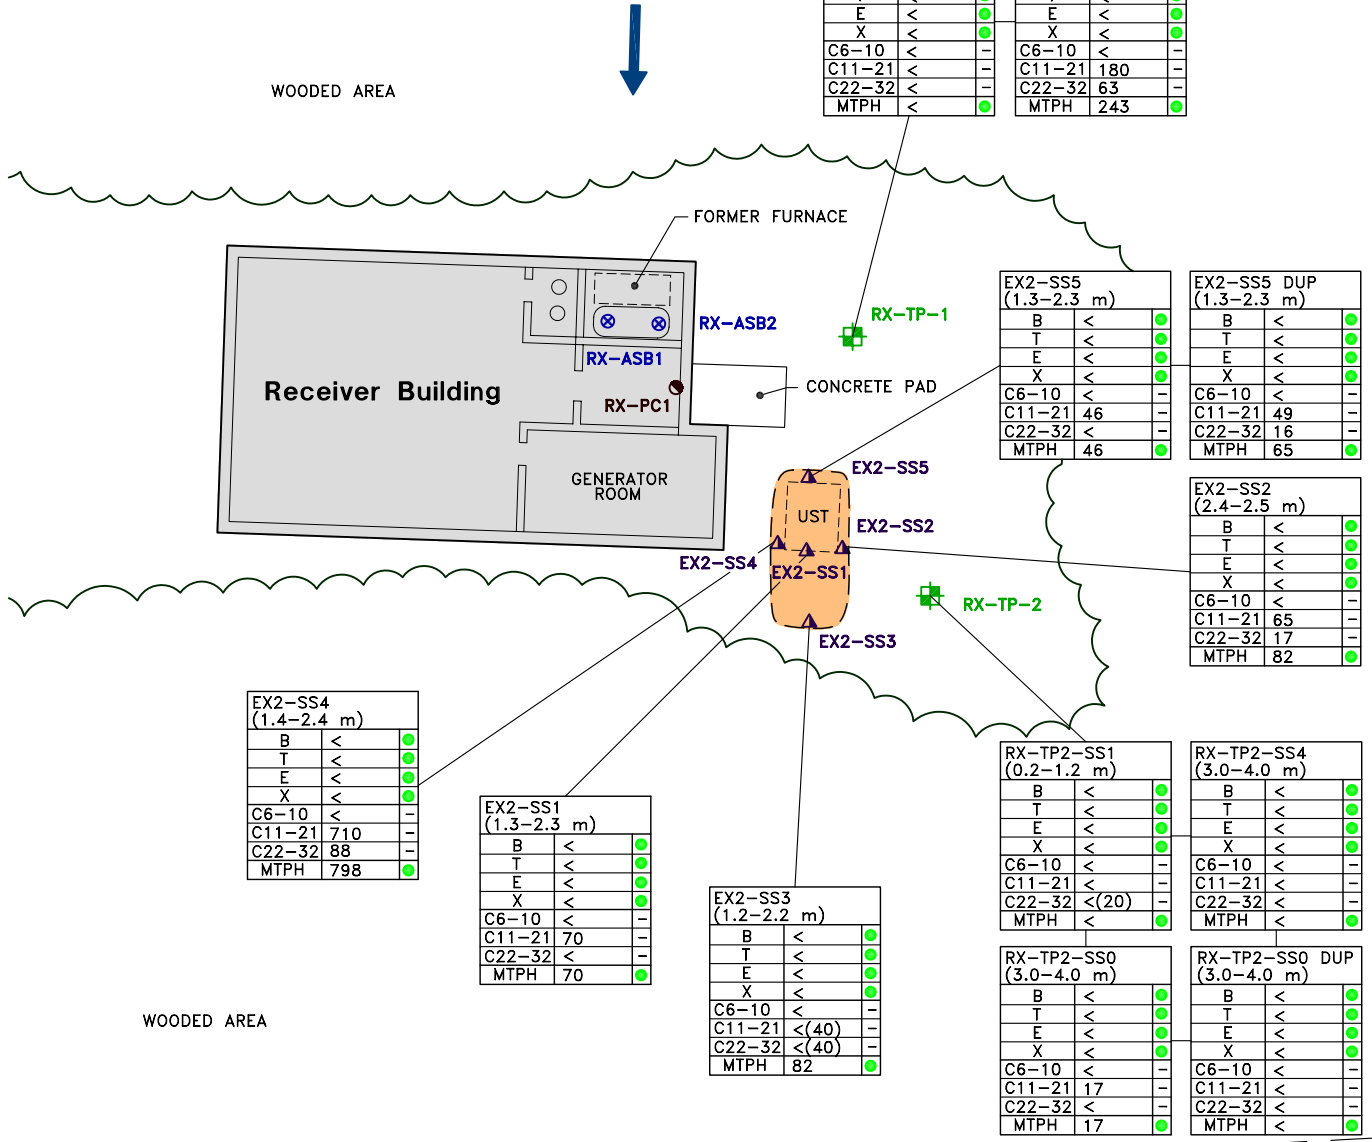 E < E <
X < X <
C6-10 < - C6-10 < -
C11-21 < - C11-21 180 -
C22-32 < - C22-32 63 -
MTPH < MTPH 243
WOODED AREA
FORMER FURNACE
RX-TP-1
RX-ASB2
RX-ASB1
Receiver Building
RX-PC1
CONCRETE PAD
GENERATOR
ROOM
EX2-SS5
UST
EX2-SS2
EX2-SS4
EX2-SS1
RX-TP-2
EX2-SS3
EX2-SS5
(1.3-2.3 m)
B <
T <
E <
X <
C6-10 < -
C11-21 46 -
C22-32 < -
MTPH 46
EX2-SS5 DUP
(1.3-2.3 m)
B <
T <
E <
X <
C6-10 < -
C11-21 49 -
C22-32 16 -
MTPH 65
EX2-SS2
(2.4-2.5 m)
B <
T <
E <
X <
C6-10 < -
C11-21 65 -
C22-32 17 -
MTPH 82
EX2-SS4
(1.4-2.4 m)
B <
T <
E <
X <
C6-10 < -
C11-21 710 -
C22-32 88 -
MTPH 798
EX2-SS1
(1.3-2.3 m)
B <
T <
E <
X <
C6-10 < -
C11-21 70 -
C22-32 < -
MTPH 70
EX2-SS3
(1.2-2.2 m)
B <
T <
E <
X <
C6-10 < -
C11-21 <(40) -
C22-32 <(40) -
MTPH 82
RX-TP2-SS1
(0.2-1.2 m)
B <
T <
E <
X <
C6-10 < -
C11-21 < -
C22-32 <(20) -
MTPH <
RX-TP2-SS4
(3.0-4.0 m)
B <
T <
E <
X <
C6-10 < -
C11-21 < -
C22-32 < -
MTPH <
RX-TP2-SS0
(3.0-4.0 m)
B <
T <
E <
X <
C6-10 < -
C11-21 17 -
C22-32 < -
MTPH 17
RX-TP2-SS0 DUP
(3.0-4.0 m)
B <
T <
E <
X <
C6-10 < -
C11-21 < -
C22-32 < -
MTPH <
WOODED AREA